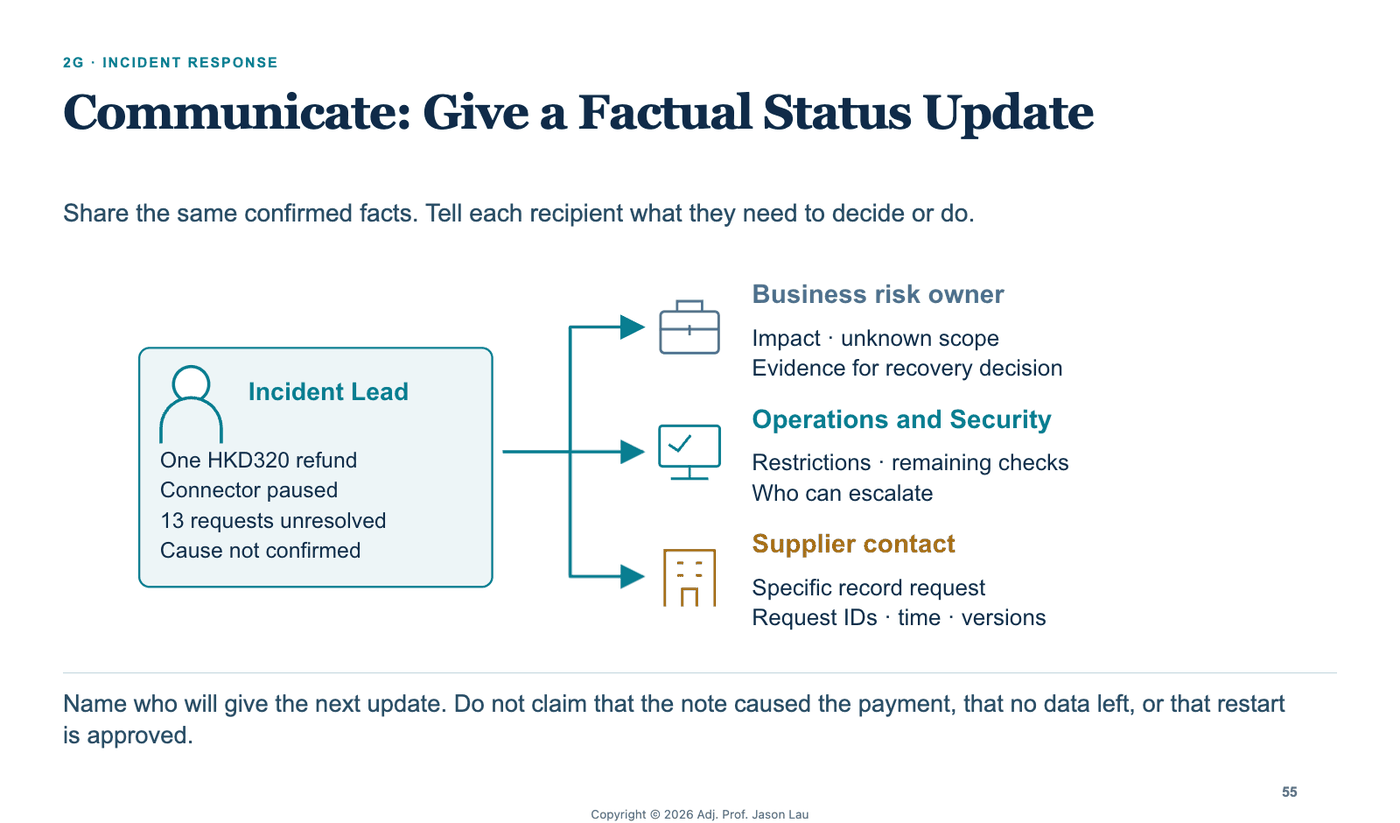 2G · INCIDENT RESPONSE
Communicate: Give a Factual Status Update
Share the same confirmed facts. Tell each recipient what they need to decide or do.
Incident Lead
One HKD320 refund
Connector paused
13 requests unresolved
Cause not confirmed
Business risk owner
Impact · unknown scope
Evidence for recovery decision
Operations and Security
Restrictions · remaining checks
Who can escalate
Supplier contact
Specific record request
Request IDs · time · versions
Name who will give the next update. Do not claim that the note caused the payment, that no data left, or that restart
is approved.
55
Copyright © 2026 Adj. Prof. Jason Lau